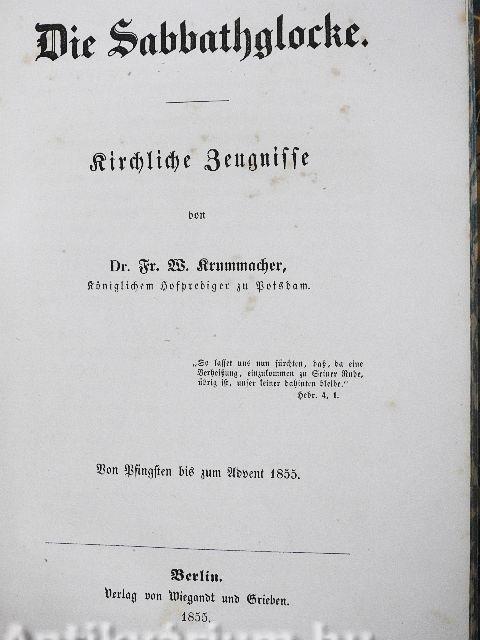 Die Sabbathglocke.
Kirchliche Zeugnisse
von
Dr. Fr. W. Krummacher,
Königlichem Hofprediger zu Potsdam.
„So lasset uns nun fürchten, daß, da eine
Verheißung, einzukommen zu Seiner Ruhe,
übrig ist, unser keiner dahinten bleibe.“
Hebr. 4, 1.
Von Pfingsten bis zum Advent 1855.
Berlin.
Verlag von Wiegandt und Grieben.
1855.
Antikvarium.hu